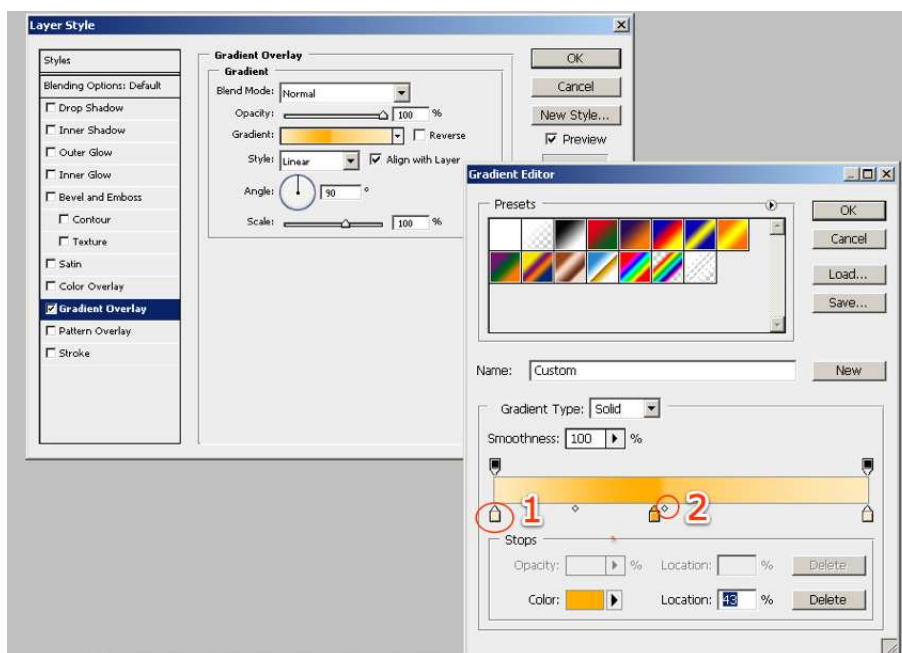 Layer Style
Styles
Blending Options: Default
Drop Shadow
Inner Shadow
Outer Glow
Inner Glow
Bevel and Emboss
Contour
Texture
Satin
Color Overlay
Gradient Overlay
Pattern Overlay
Stroke
Gradient Overlay
Gradient
Blend Mode: Normal
Opacity: 100 %
Gradient: Reverse
Style: Linear Align with Layer
Angle: 90 °
Scale: 100 %
OK
Cancel
New Style...
Preview
Gradient Editor
Presets
OK
Cancel
Load...
Save...
Name: Custom New
Gradient Type: Solid
Smoothness: 100 %
1 2
Stops
Opacity: % Location: % Delete
Color: Location: 43 % Delete